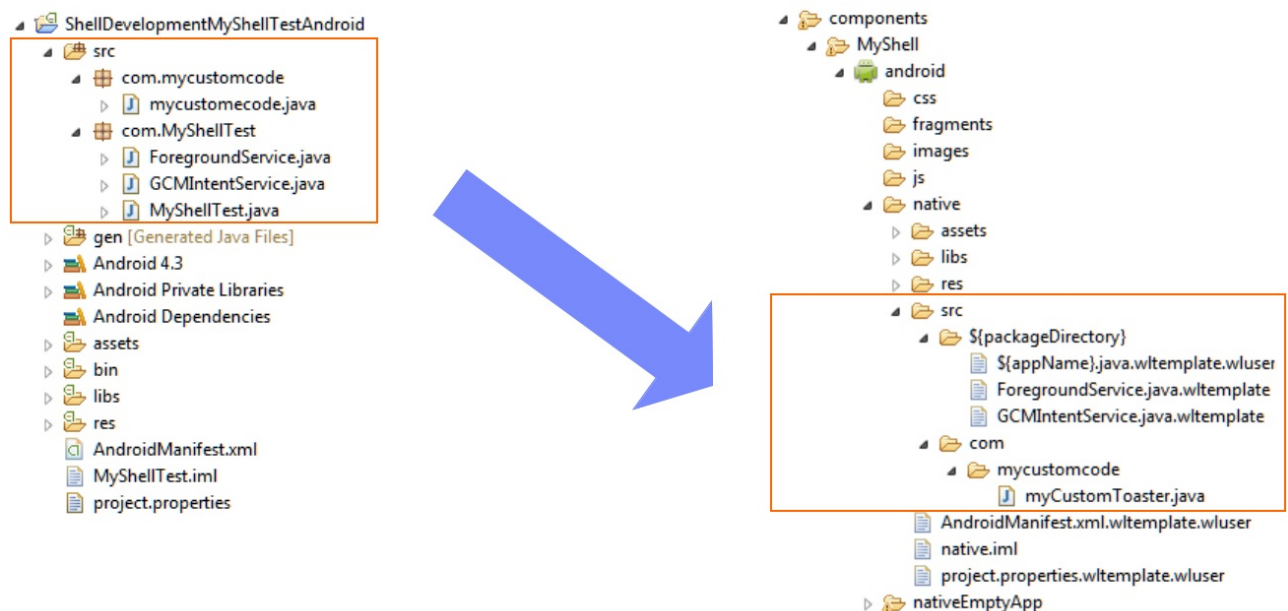 ShellDevelopmentMyShellTestAndroid
src
com.mycustomcode
mycustomecode.java
com.MyShellTest
ForegroundService.java
GCMIntentService.java
MyShellTest.java
gen [Generated Java Files]
Android 4.3
Android Private Libraries
Android Dependencies
assets
bin
libs
res
AndroidManifest.xml
MyShellTest.iml
project.properties
components
MyShell
android
css
fragments
images
js
native
assets
libs
res
src
${packageDirectory}
${appName}.java.wltemplate.wluser
ForegroundService.java.wltemplate
GCMIntentService.java.wltemplate
com
mycustomcode
myCustomToaster.java
AndroidManifest.xml.wltemplate.wluser
native.iml
project.properties.wltemplate.wluser
nativeEmptyApp